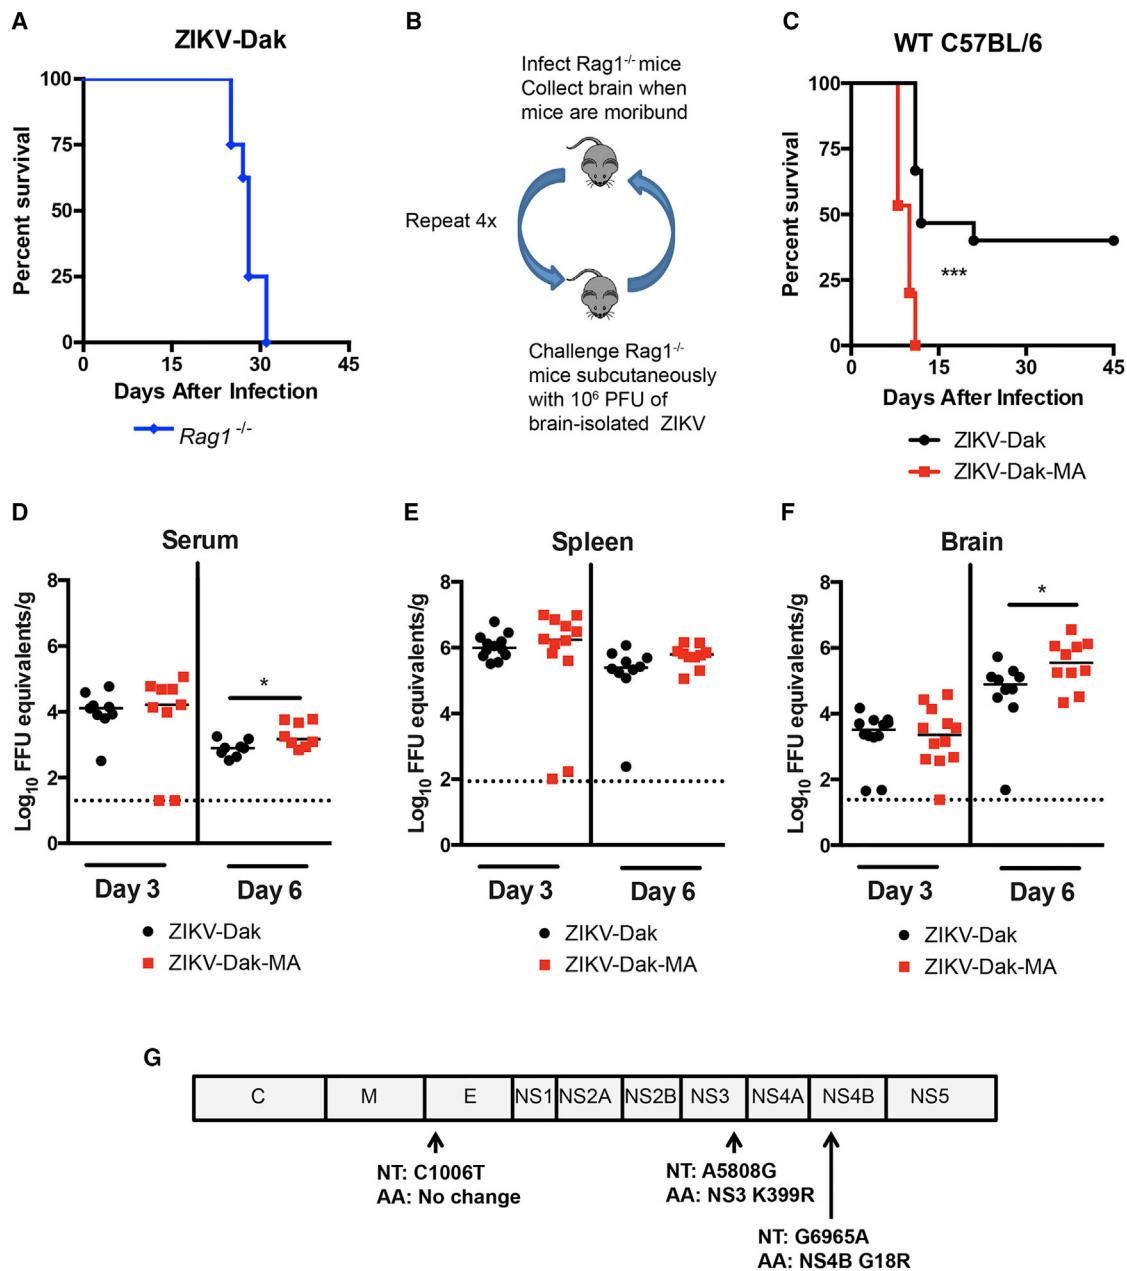 A
ZIKV-Dak
Percent survival
100
75
50
25
0
0 15 30 45
Days After Infection
Rag1 -/-
B
Infect Rag1-/- mice
Collect brain when
mice are moribund
Repeat 4x
Challenge Rag1-/-
mice subcutaneously
with 10⁶ PFU of
brain-isolated ZIKV
C
WT C57BL/6
Percent survival
100
75
50
25
0
***
0 15 30 45
Days After Infection
ZIKV-Dak
ZIKV-Dak-MA
D
Serum
Log₁₀ FFU equivalents/g
8
6
4
2
0
*
Day 3 Day 6
ZIKV-Dak
ZIKV-Dak-MA
E
Spleen
Log₁₀ FFU equivalents/g
8
6
4
2
0
Day 3 Day 6
ZIKV-Dak
ZIKV-Dak-MA
F
Brain
Log₁₀ FFU equivalents/g
8
6
4
2
0
*
Day 3 Day 6
ZIKV-Dak
ZIKV-Dak-MA
G
C M E NS1 NS2A NS2B NS3 NS4A NS4B NS5
NT: C1006T
AA: No change
NT: A5808G
AA: NS3 K399R
NT: G6965A
AA: NS4B G18R